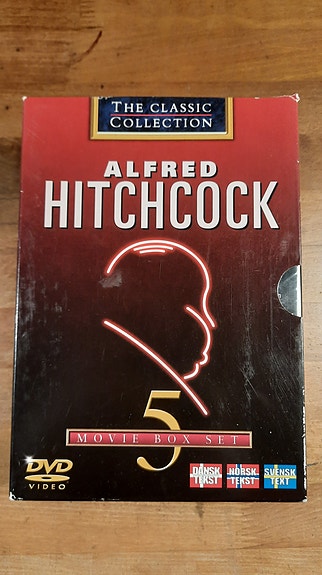 THE CLASSIC
COLLECTION
ALFRED
HITCHCOCK
5
MOVIE BOX SET
DVD
VIDEO
DANSK
TEKST
NORSK
TEKST
SVENSK
TEXT